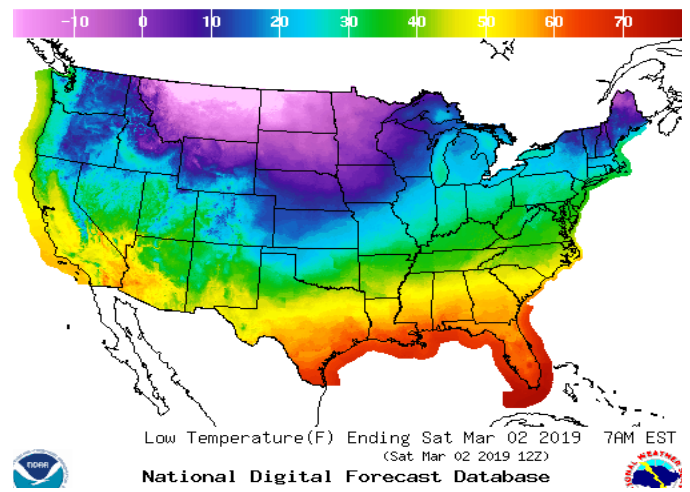 -10 0 10 20 30 40 50 60 70
Low Temperature(F) Ending Sat Mar 02 2019 7AM EST
(Sat Mar 02 2019 12Z)
NOAA
National Digital Forecast Database